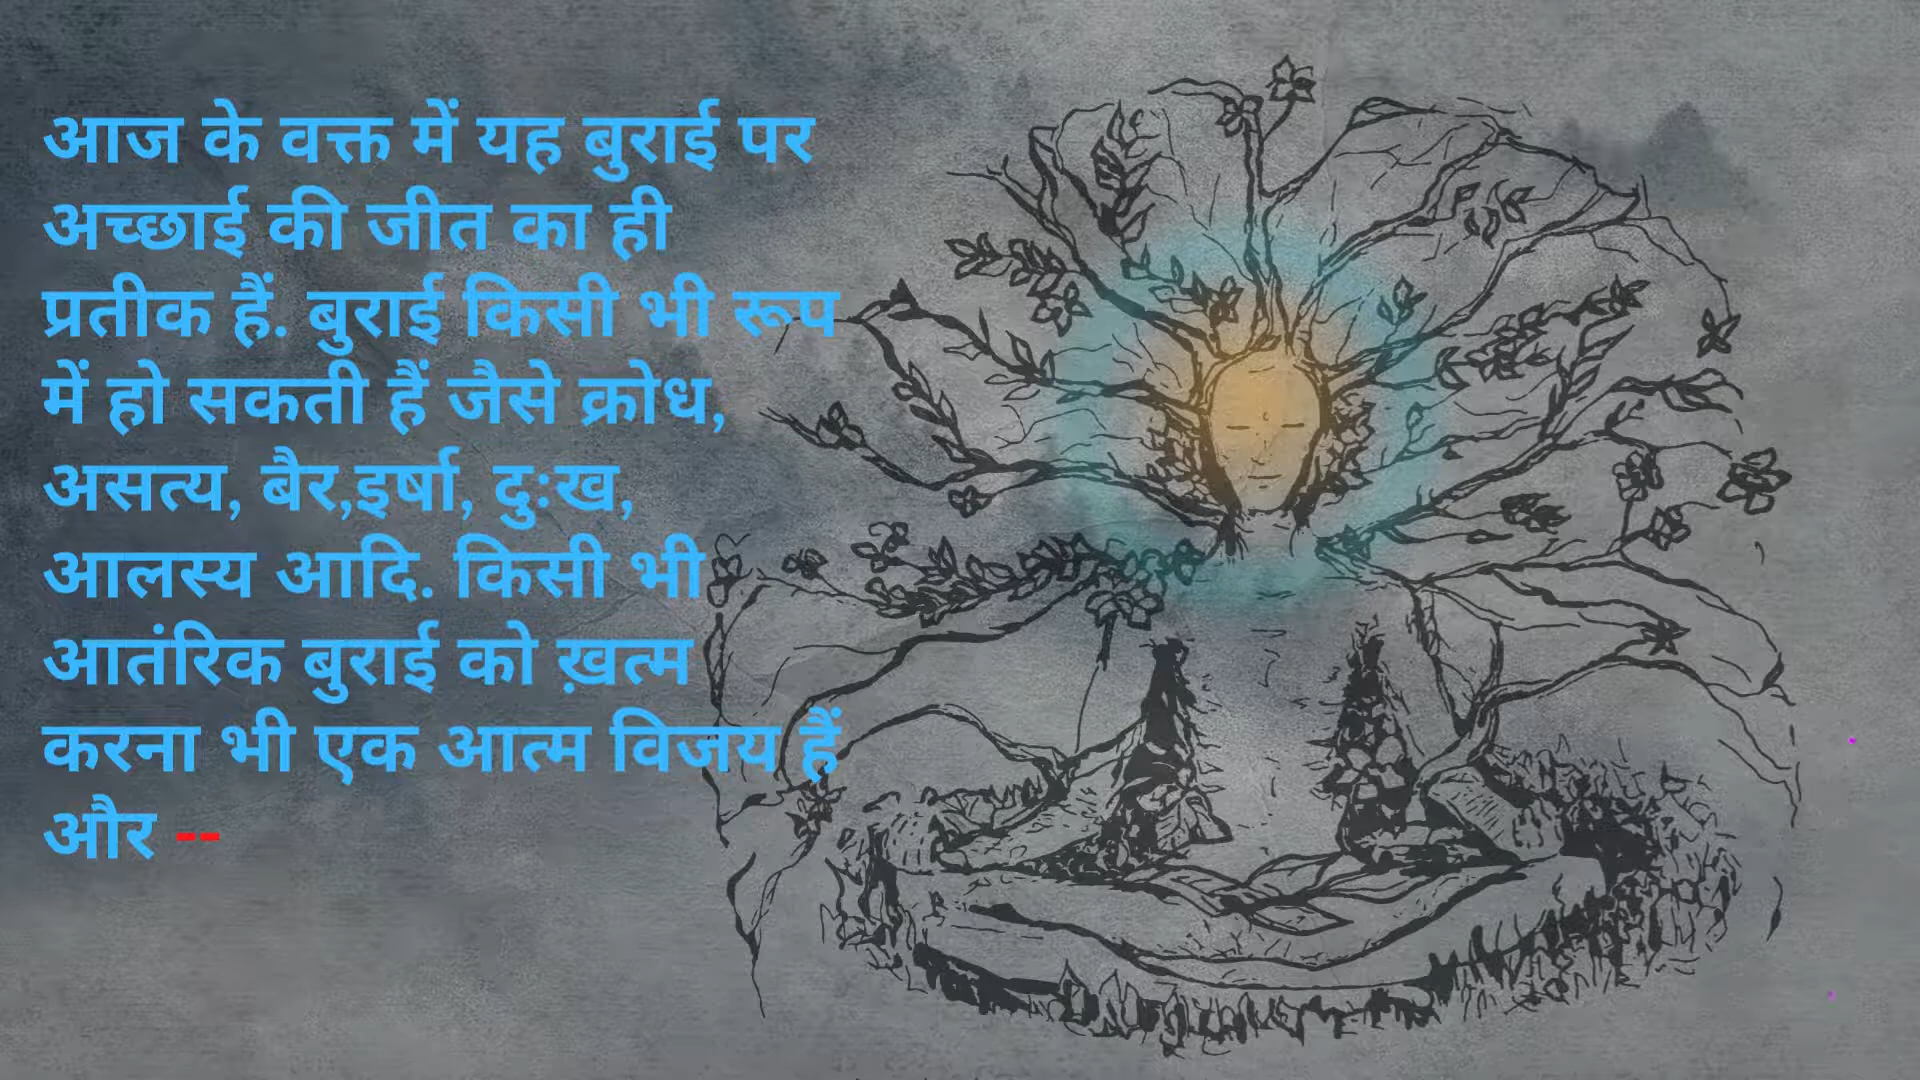 आज के वक्त में यह बुराई पर
अच्छाई की जीत का ही
प्रतीक हैं. बुराई किसी भी रूप
में हो सकती हैं जैसे क्रोध,
असत्य, बैर,इर्षा, दुःख,
आलस्य आदि. किसी भी
आतंरिक बुराई को ख़त्म
करना भी एक आत्म विजय हैं
और --